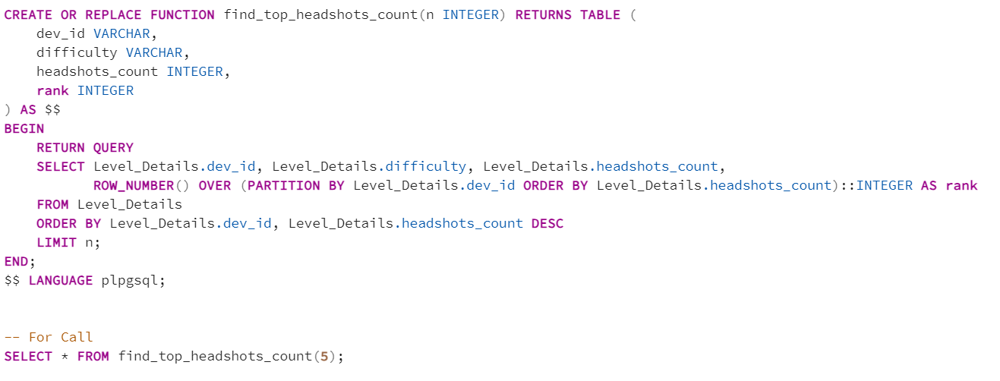 CREATE OR REPLACE FUNCTION find_top_headshots_count(n INTEGER) RETURNS TABLE (
    dev_id VARCHAR,
    difficulty VARCHAR,
    headshots_count INTEGER,
    rank INTEGER
) AS $$
BEGIN
    RETURN QUERY
    SELECT Level_Details.dev_id, Level_Details.difficulty, Level_Details.headshots_count,
           ROW_NUMBER() OVER (PARTITION BY Level_Details.dev_id ORDER BY Level_Details.headshots_count)::INTEGER AS rank
    FROM Level_Details
    ORDER BY Level_Details.dev_id, Level_Details.headshots_count DESC
    LIMIT n;
END;
$$ LANGUAGE plpgsql;
-- For Call
SELECT * FROM find_top_headshots_count(5);